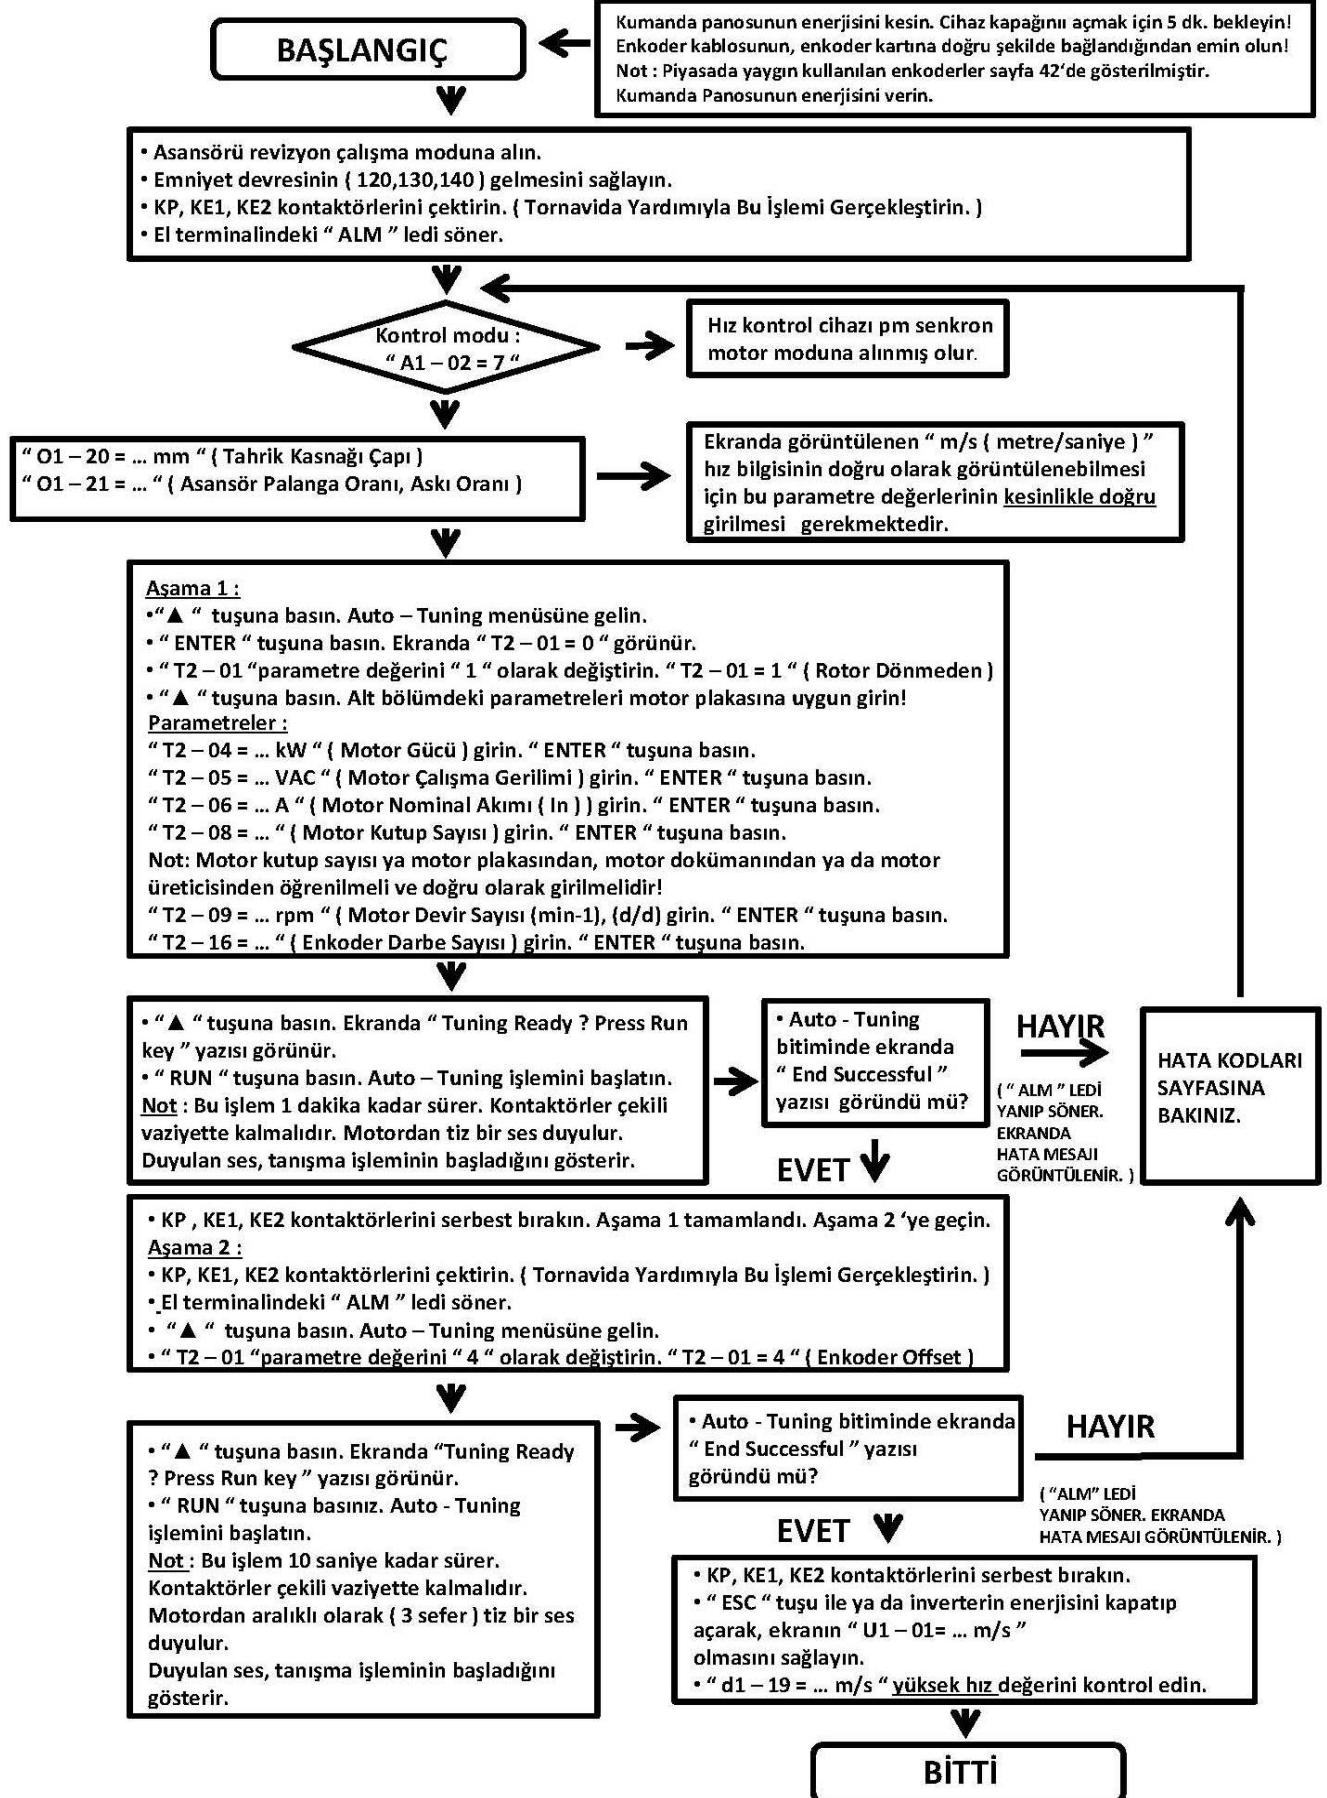 BAŞLANGIÇ
Kumanda panosunun enerjisini kesin. Cihaz kapağınıı açmak için 5 dk. bekleyin!
Enkoder kablosunun, enkoder kartına doğru şekilde bağlandığından emin olun!
Not : Piyasada yaygın kullanılan enkoderler sayfa 42‘de gösterilmiştir.
Kumanda Panosunun enerjisini verin.
• Asansörü revizyon çalışma moduna alın.
• Emniyet devresinin ( 120,130,140 ) gelmesini sağlayın.
• KP, KE1, KE2 kontaktörlerini çektirin. ( Tornavida Yardımıyla Bu İşlemi Gerçekleştirin. )
• El terminalindeki “ ALM ” ledi söner.
Kontrol modu :
“ A1 – 02 = 7 “
Hız kontrol cihazı pm senkron
motor moduna alınmış olur.
“ O1 – 20 = ... mm “ ( Tahrik Kasnağı Çapı )
“ O1 – 21 = ... “ ( Asansör Palanga Oranı, Askı Oranı )
Ekranda görüntülenen “ m/s ( metre/saniye ) ”
hız bilgisinin doğru olarak görüntülenebilmesi
için bu parametre değerlerinin kesinlikle doğru
girilmesi gerekmektedir.
Aşama 1 :
•“▲ “ tuşuna basın. Auto – Tuning menüsüne gelin.
• “ ENTER “ tuşuna basın. Ekranda “ T2 – 01 = 0 “ görünür.
• “ T2 – 01 “parametre değerini “ 1 “ olarak değiştirin. “ T2 – 01 = 1 “ ( Rotor Dönmeden )
• “▲ “ tuşuna basın. Alt bölümdeki parametreleri motor plakasına uygun girin!
Parametreler :
“ T2 – 04 = ... kW “ ( Motor Gücü ) girin. “ ENTER “ tuşuna basın.
“ T2 – 05 = ... VAC “ ( Motor Çalışma Gerilimi ) girin. “ ENTER “ tuşuna basın.
“ T2 – 06 = ... A “ ( Motor Nominal Akımı ( In ) ) girin. “ ENTER “ tuşuna basın.
“ T2 – 08 = ... “ ( Motor Kutup Sayısı ) girin. “ ENTER “ tuşuna basın.
Not: Motor kutup sayısı ya motor plakasından, motor dokümanından ya da motor
üreticisinden öğrenilmeli ve doğru olarak girilmelidir!
“ T2 – 09 = ... rpm “ ( Motor Devir Sayısı (min-1), (d/d) girin. “ ENTER “ tuşuna basın.
“ T2 – 16 = ... “ ( Enkoder Darbe Sayısı ) girin. “ ENTER “ tuşuna basın.
• “▲ “ tuşuna basın. Ekranda “ Tuning Ready ? Press Run
key ” yazısı görünür.
• “ RUN “ tuşuna basın. Auto – Tuning işlemini başlatın.
Not : Bu işlem 1 dakika kadar sürer. Kontaktörler çekili
vaziyette kalmalıdır. Motordan tiz bir ses duyulur.
Duyulan ses, tanışma işleminin başladığını gösterir.
• Auto - Tuning
bitiminde ekranda
“ End Successful ”
yazısı göründü mü?
HAYIR
( “ ALM ” LEDİ
YANIP SÖNER.
EKRANDA
HATA MESAJI
GÖRÜNTÜLENİR. )
HATA KODLARI
SAYFASINA
BAKINIZ.
EVET
• KP , KE1, KE2 kontaktörlerini serbest bırakın. Aşama 1 tamamlandı. Aşama 2 ‘ye geçin.
Aşama 2 :
• KP, KE1, KE2 kontaktörlerini çektirin. ( Tornavida Yardımıyla Bu İşlemi Gerçekleştirin. )
• El terminalindeki “ ALM ” ledi söner.
• “▲ “ tuşuna basın. Auto – Tuning menüsüne gelin.
• “ T2 – 01 “parametre değerini “ 4 “ olarak değiştirin. “ T2 – 01 = 4 “ ( Enkoder Offset )
• “▲ “ tuşuna basın. Ekranda “Tuning Ready
? Press Run key ” yazısı görünür.
• “ RUN “ tuşuna basınız. Auto - Tuning
işlemini başlatın.
Not : Bu işlem 10 saniye kadar sürer.
Kontaktörler çekili vaziyette kalmalıdır.
Motordan aralıklı olarak ( 3 sefer ) tiz bir ses
duyulur.
Duyulan ses, tanışma işleminin başladığını
gösterir.
• Auto - Tuning bitiminde ekranda
“ End Successful ” yazısı
göründü mü?
HAYIR
( “ALM” LEDİ
YANIP SÖNER. EKRANDA
HATA MESAJI GÖRÜNTÜLENİR. )
EVET
• KP, KE1, KE2 kontaktörlerini serbest bırakın.
• “ ESC “ tuşu ile ya da inverterin enerjisini kapatıp
açarak, ekranın “ U1 – 01= ... m/s ”
olmasını sağlayın.
• “ d1 – 19 = ... m/s “ yüksek hız değerini kontrol edin.
BİTTİ